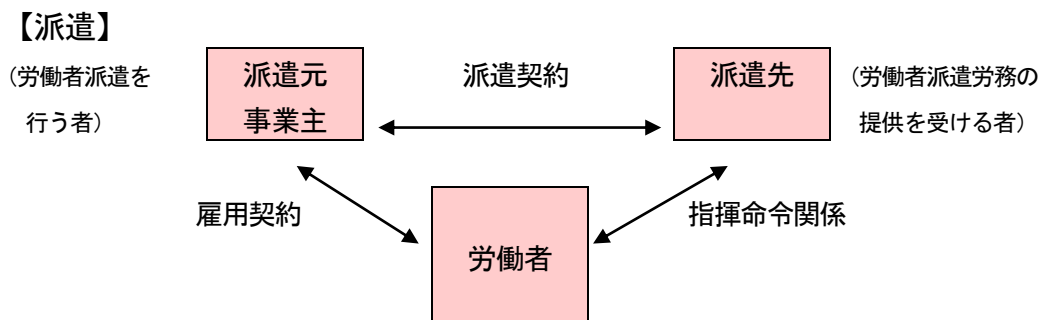 【派遣】
(労働者派遣を
行う者)
派遣元
事業主
派遣契約
派遣先
(労働者派遣労務の
提供を受ける者)
雇用契約
指揮命令関係
労働者